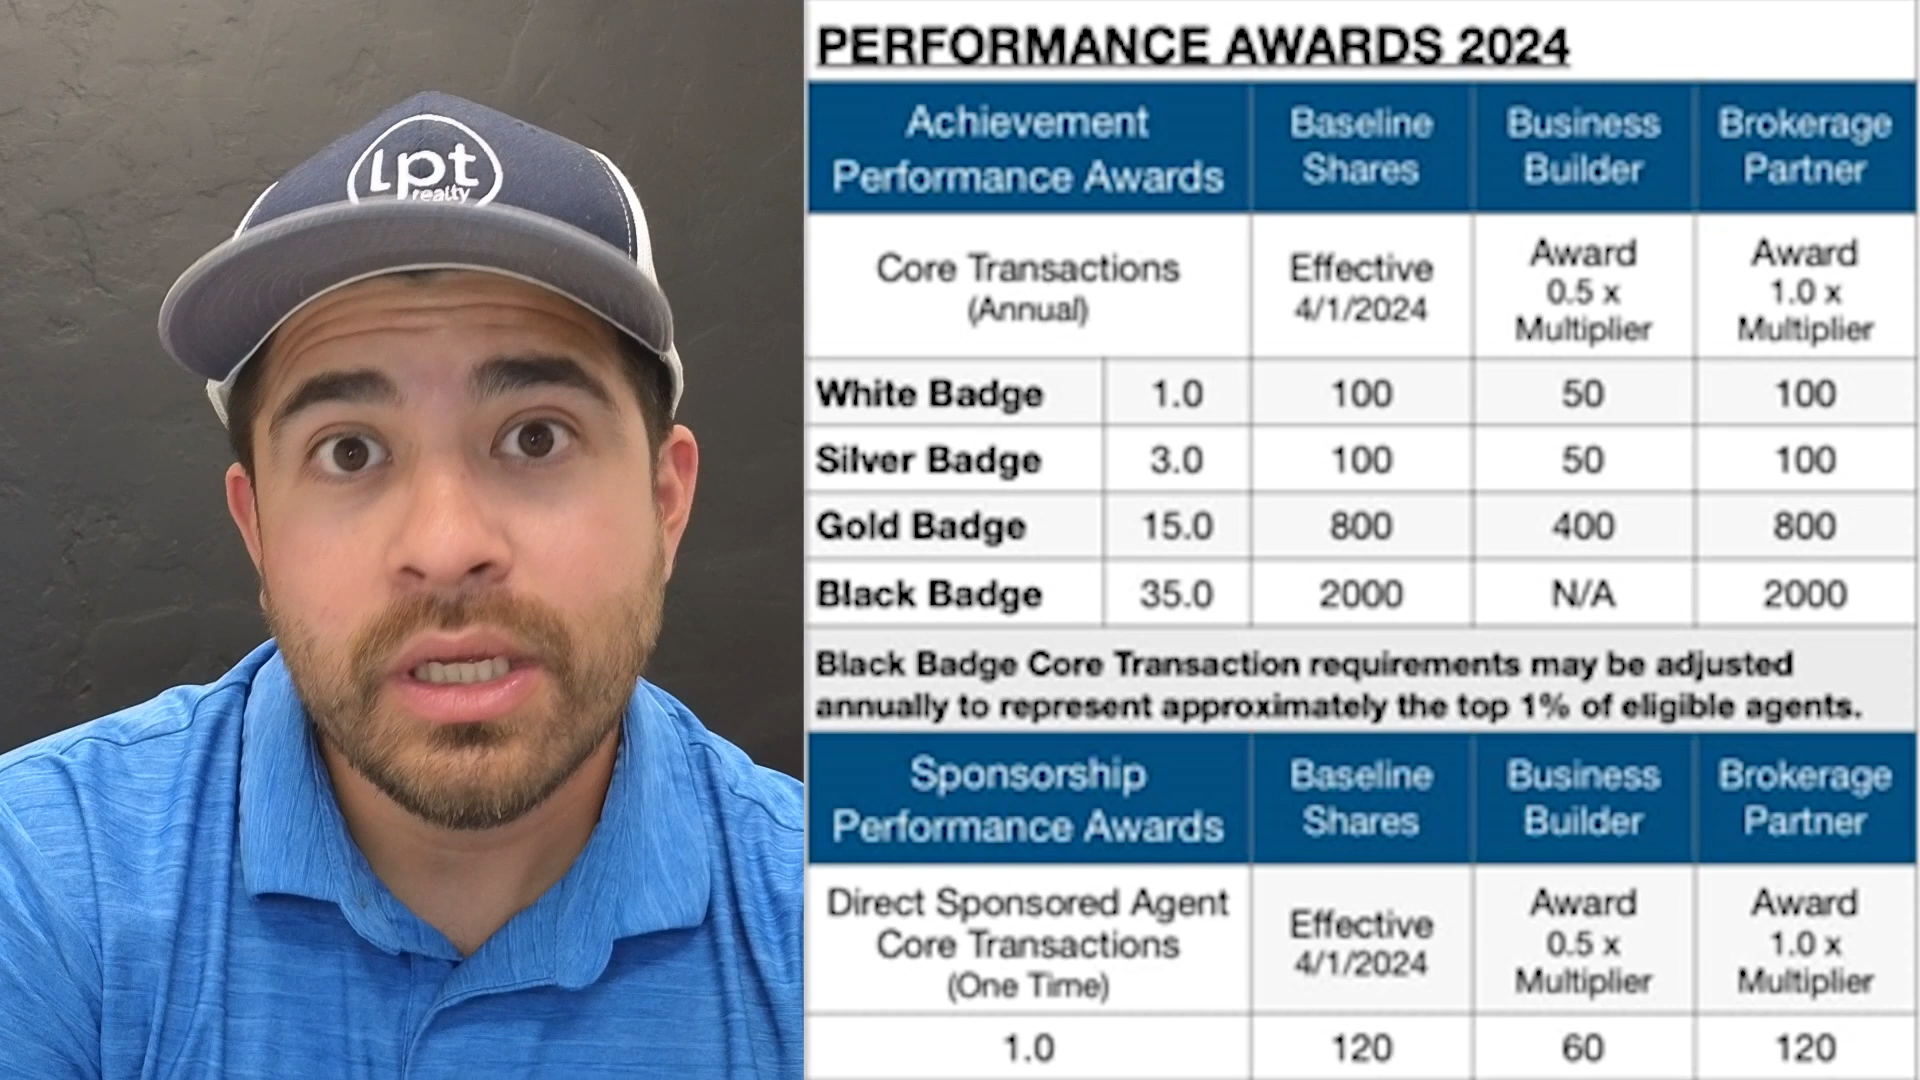 lpt
realty
PERFORMANCE AWARDS 2024
Achievement
Performance Awards
Baseline
Shares
Business
Builder
Brokerage
Partner
Core Transactions
(Annual)
Effective
4/1/2024
Award
0.5 x
Multiplier
Award
1.0 x
Multiplier
White Badge 1.0 100 50 100
Silver Badge 3.0 100 50 100
Gold Badge 15.0 800 400 800
Black Badge 35.0 2000 N/A 2000
Black Badge Core Transaction requirements may be adjusted
annually to represent approximately the top 1% of eligible agents.
Sponsorship
Performance Awards
Baseline
Shares
Business
Builder
Brokerage
Partner
Direct Sponsored Agent
Core Transactions
(One Time)
Effective
4/1/2024
Award
0.5 x
Multiplier
Award
1.0 x
Multiplier
1.0 120 60 120